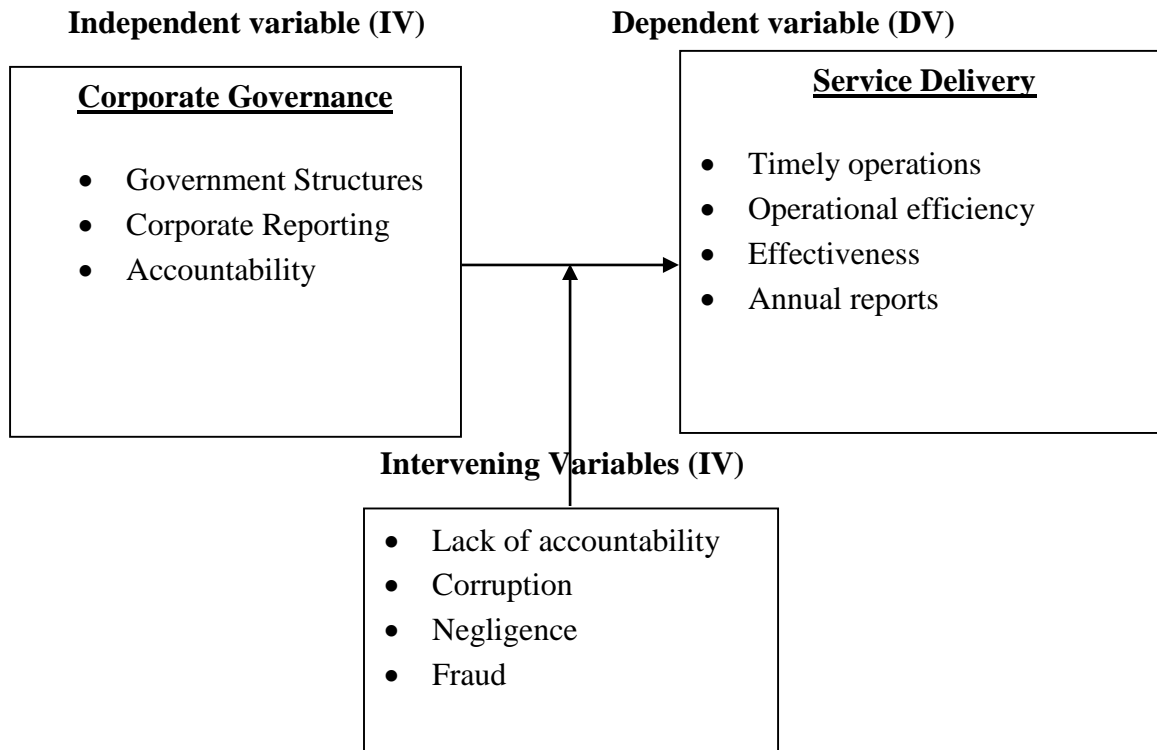 Independent variable (IV)
Dependent variable (DV)
Corporate Governance
• Government Structures
• Corporate Reporting
• Accountability
Service Delivery
• Timely operations
• Operational efficiency
• Effectiveness
• Annual reports
Intervening Variables (IV)
• Lack of accountability
• Corruption
• Negligence
• Fraud